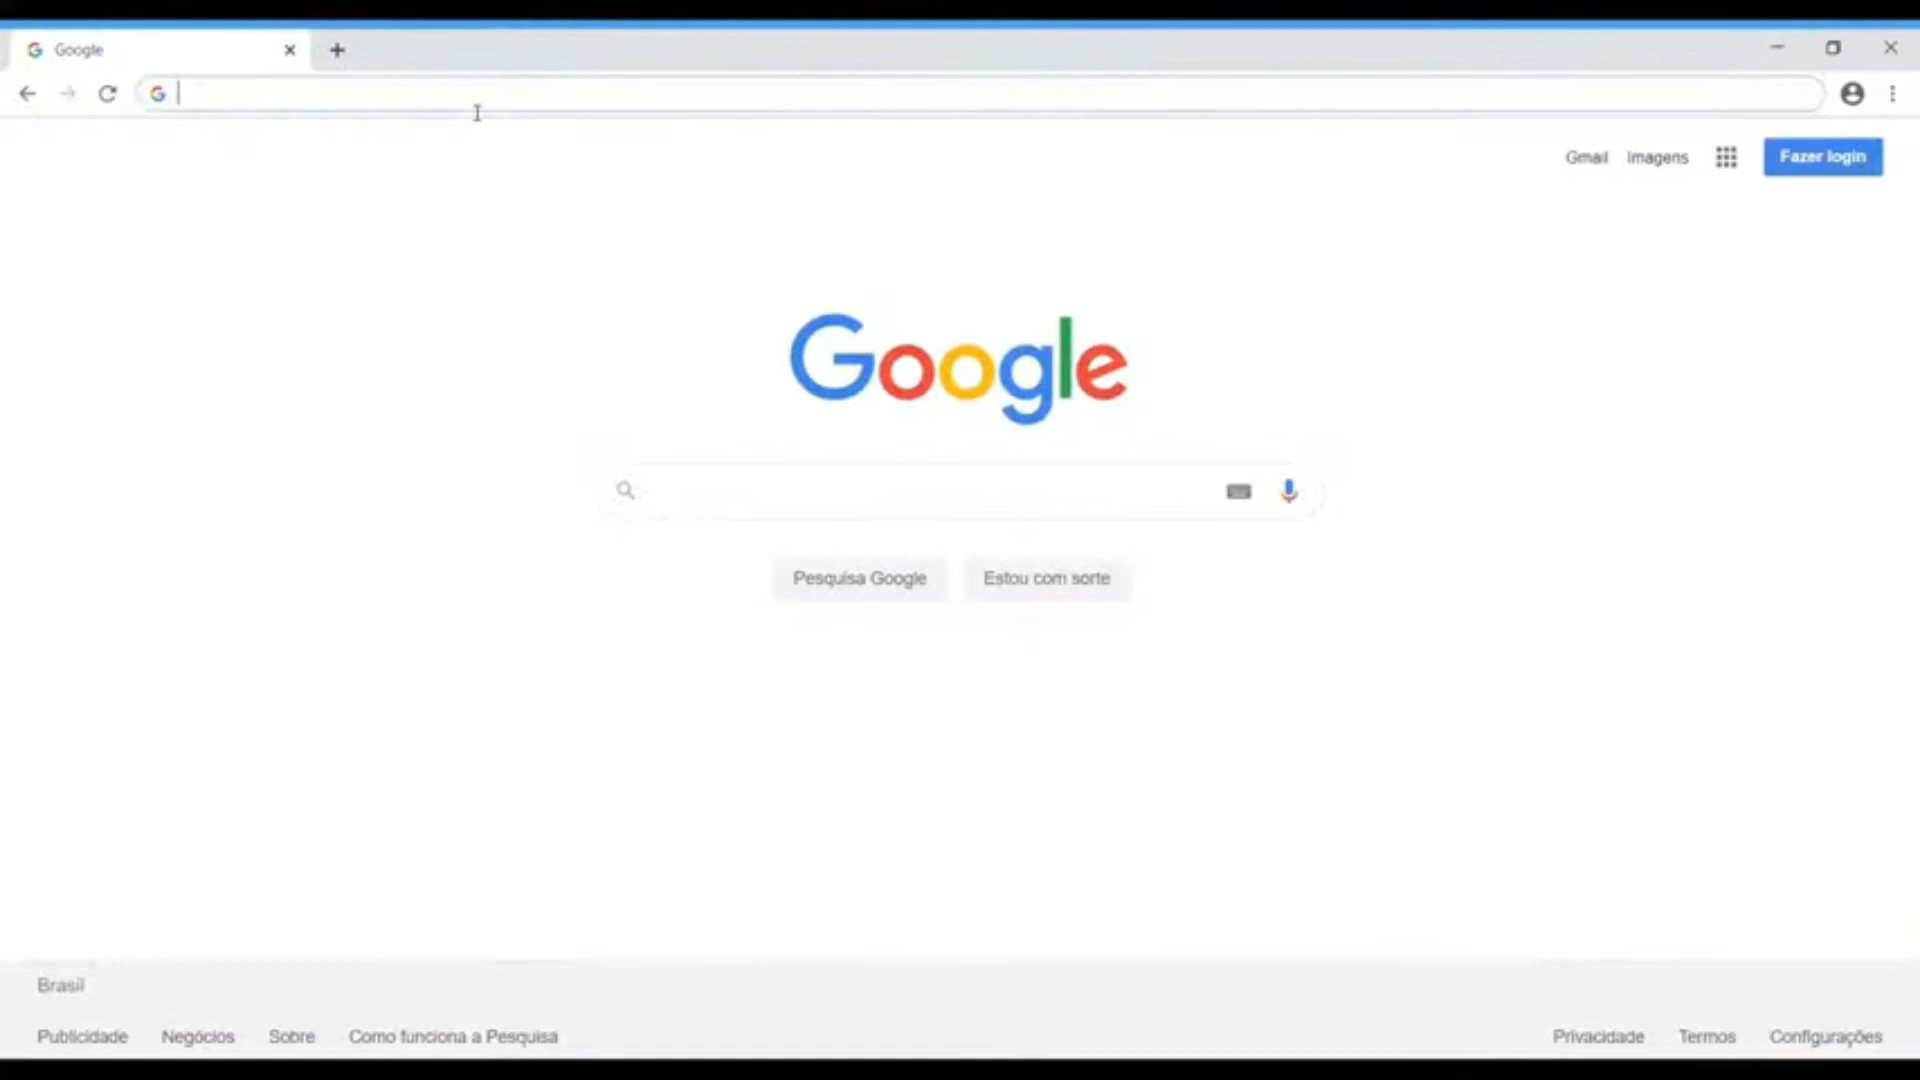 Google
Gmail Imagens Fazer login
Google
Pesquisa Google Estou com sorte
Brasil
Publicidade Negócios Sobre Como funciona a Pesquisa Privacidade Termos Configurações